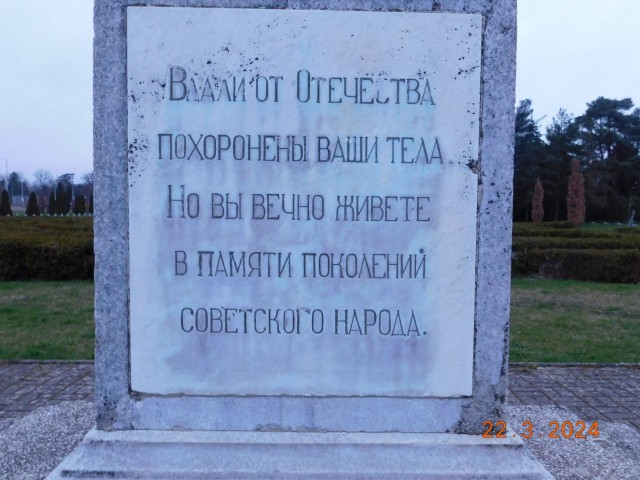 Вдали от Отечества
похоронены ваши тела
Но вы вечно живете
в памяти поколений
советского народа.
22 3 2024